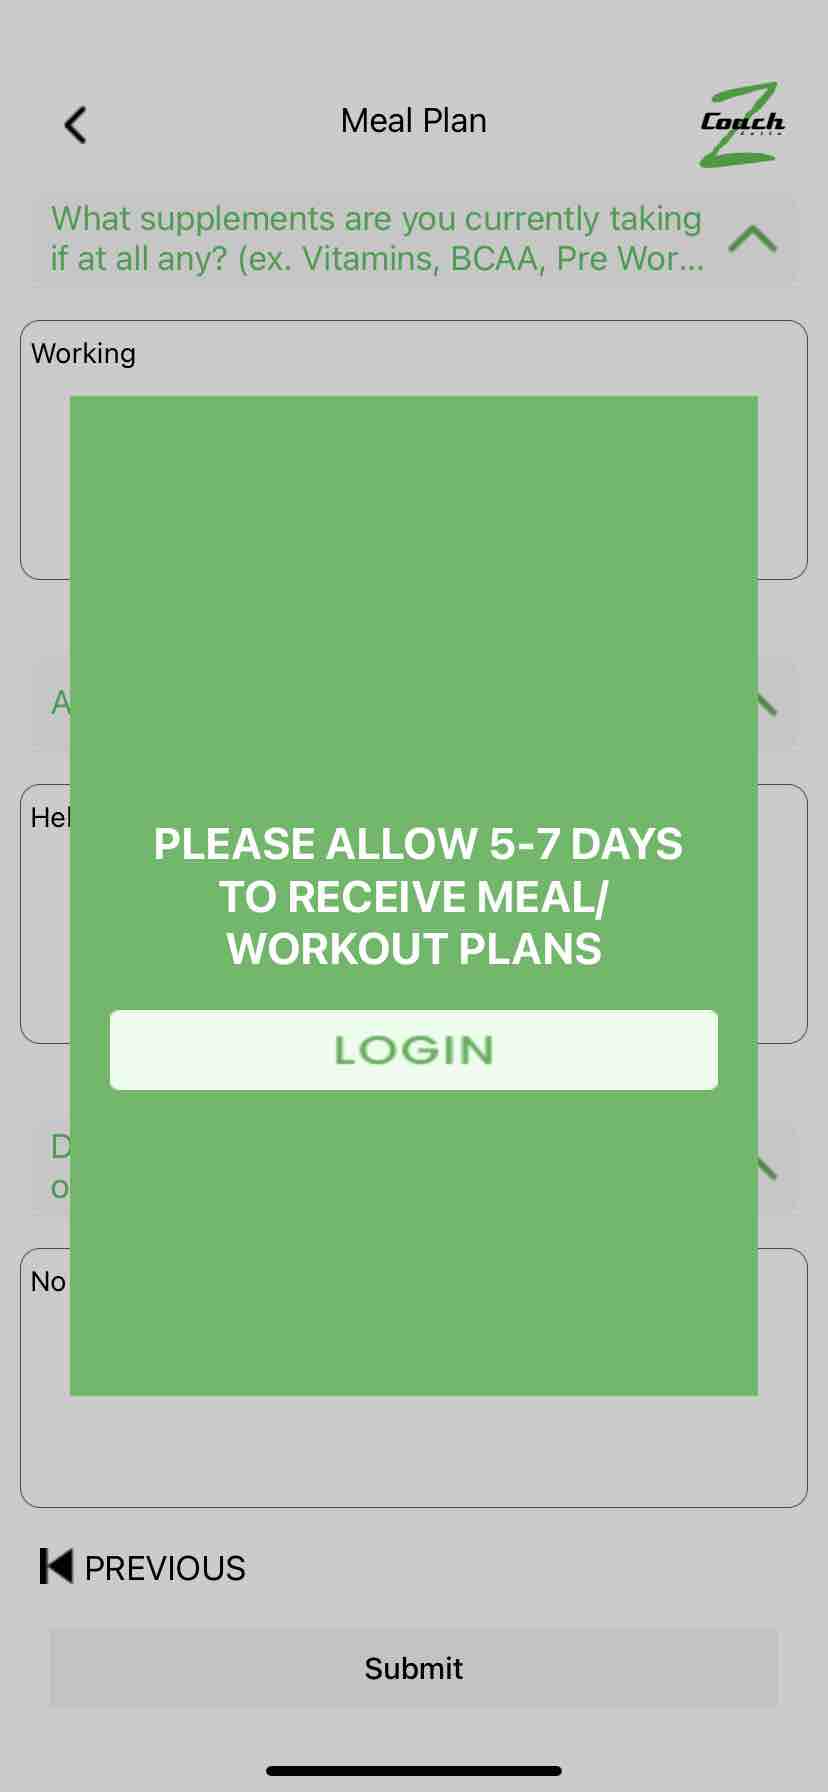 Meal Plan
Coach
What supplements are you currently taking
if at all any? (ex. Vitamins, BCAA, Pre Wor...
Working
A
Hel
PLEASE ALLOW 5-7 DAYS
TO RECEIVE MEAL/
WORKOUT PLANS
LOGIN
D
o
No
PREVIOUS
Submit